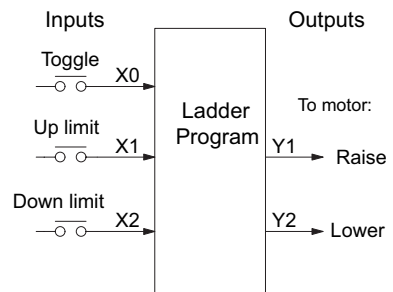 Inputs
Outputs
Toggle
X0
Up limit
X1
Down limit
X2
Ladder
Program
To motor:
Y1
Raise
Y2
Lower